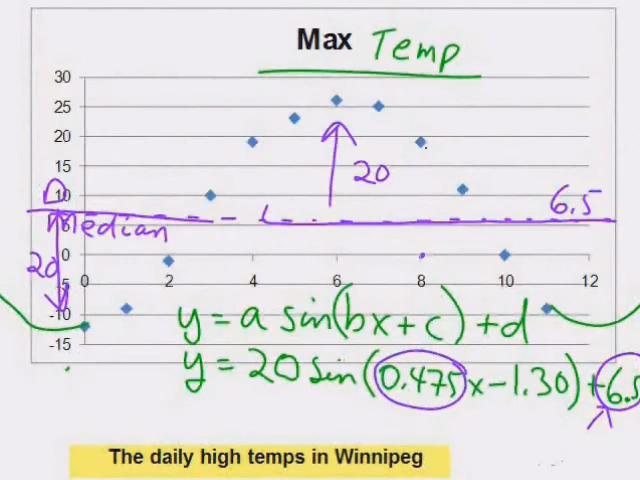 Max Temp
30
25
20
20
15
10
6.5
5
median
0
20
0 2 4 6 8 10 12
-5
-10
y = a sin(bx + c) + d
-15
y = 20 sin(0.475x - 1.30) + 6.5
The daily high temps in Winnipeg